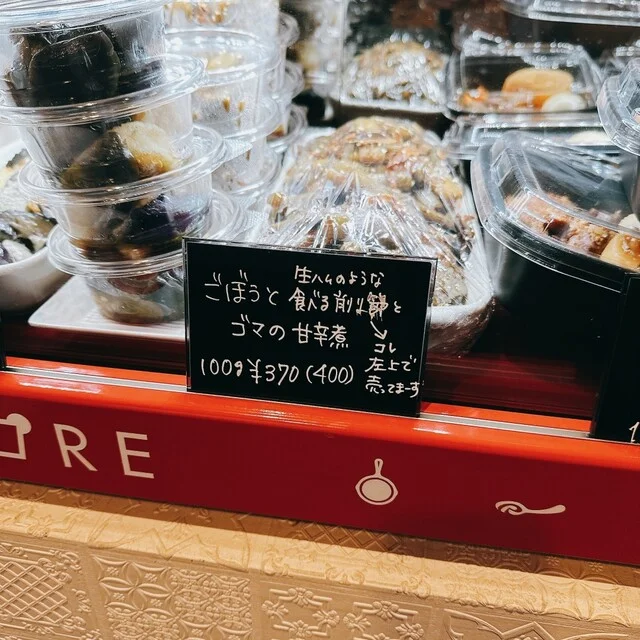 生ハムのような
ごぼうと 食べる削り節と
ゴマの甘辛煮
100g ¥370(400)
コレ
左上で
売ってまーす
RE
1